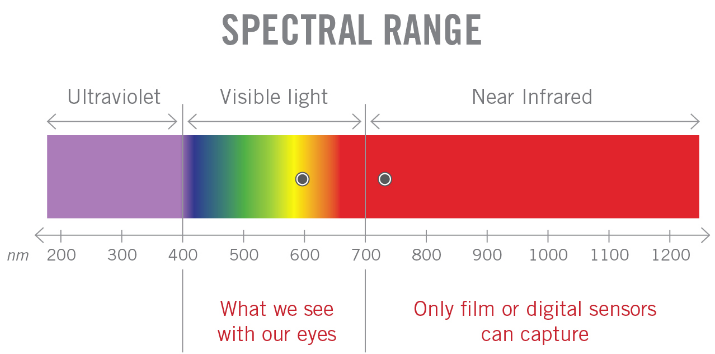 SPECTRAL RANGE
Ultraviolet Visible light Near Infrared
nm 200 300 400 500 600 700 800 900 1000 1100 1200
What we see
with our eyes
Only film or digital sensors
can capture